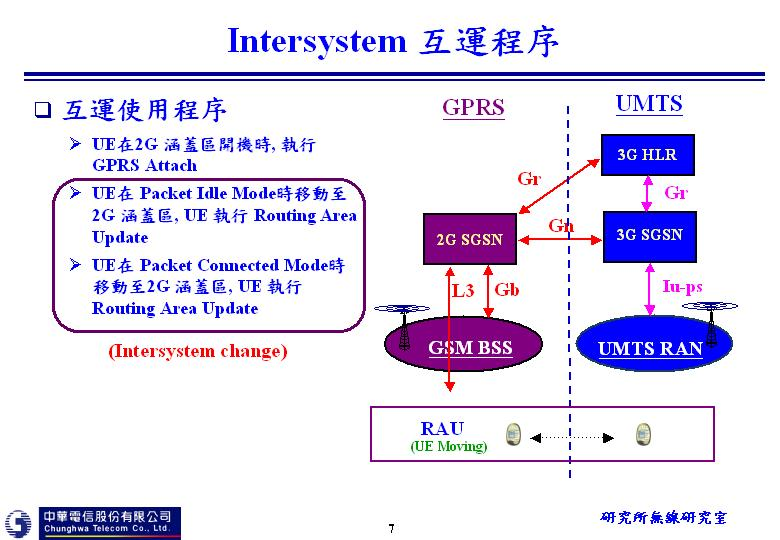 Intersystem 互運程序
互運使用程序
UE在2G 涵蓋區開機時, 執行
GPRS Attach
UE在 Packet Idle Mode時移動至
2G 涵蓋區, UE 執行 Routing Area
Update
UE在 Packet Connected Mode時
移動至2G 涵蓋區, UE 執行
Routing Area Update
(Intersystem change)
GPRS
UMTS
3G HLR
Gr
Gr
2G SGSN
Gn
3G SGSN
L3
Gb
Iu-ps
GSM BSS
UMTS RAN
RAU
(UE Moving)
中華電信股份有限公司
Chunghwa Telecom Co., Ltd.
7
研究所無線研究室